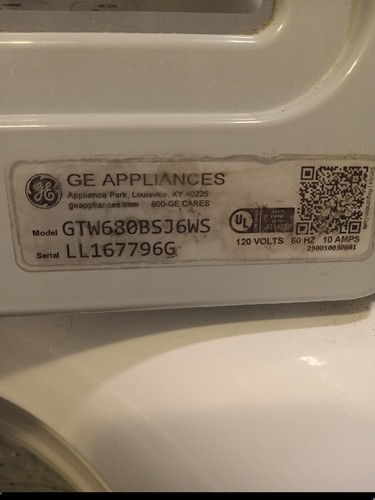 GE APPLIANCES
Appliance Park, Louisville, KY 40225
geappliances.com 800-GE CARES
Model GTW680BSJ6WS
Serial LL167796G
UL
120 VOLTS 60 HZ 10 AMPS